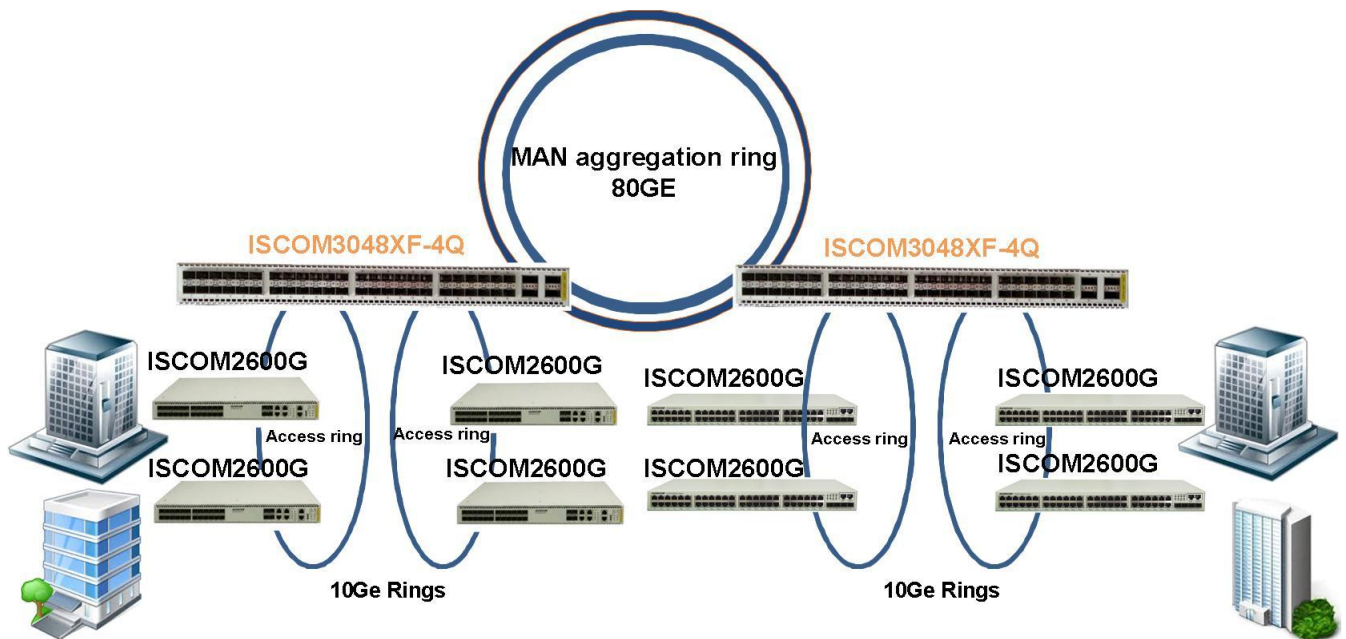 MAN aggregation ring
80GE
ISCOM3048XF-4Q
ISCOM3048XF-4Q
ISCOM2600G
ISCOM2600G
ISCOM2600G
ISCOM2600G
Access ring
Access ring
Access ring
Access ring
ISCOM2600G
ISCOM2600G
ISCOM2600G
ISCOM2600G
10Ge Rings
10Ge Rings